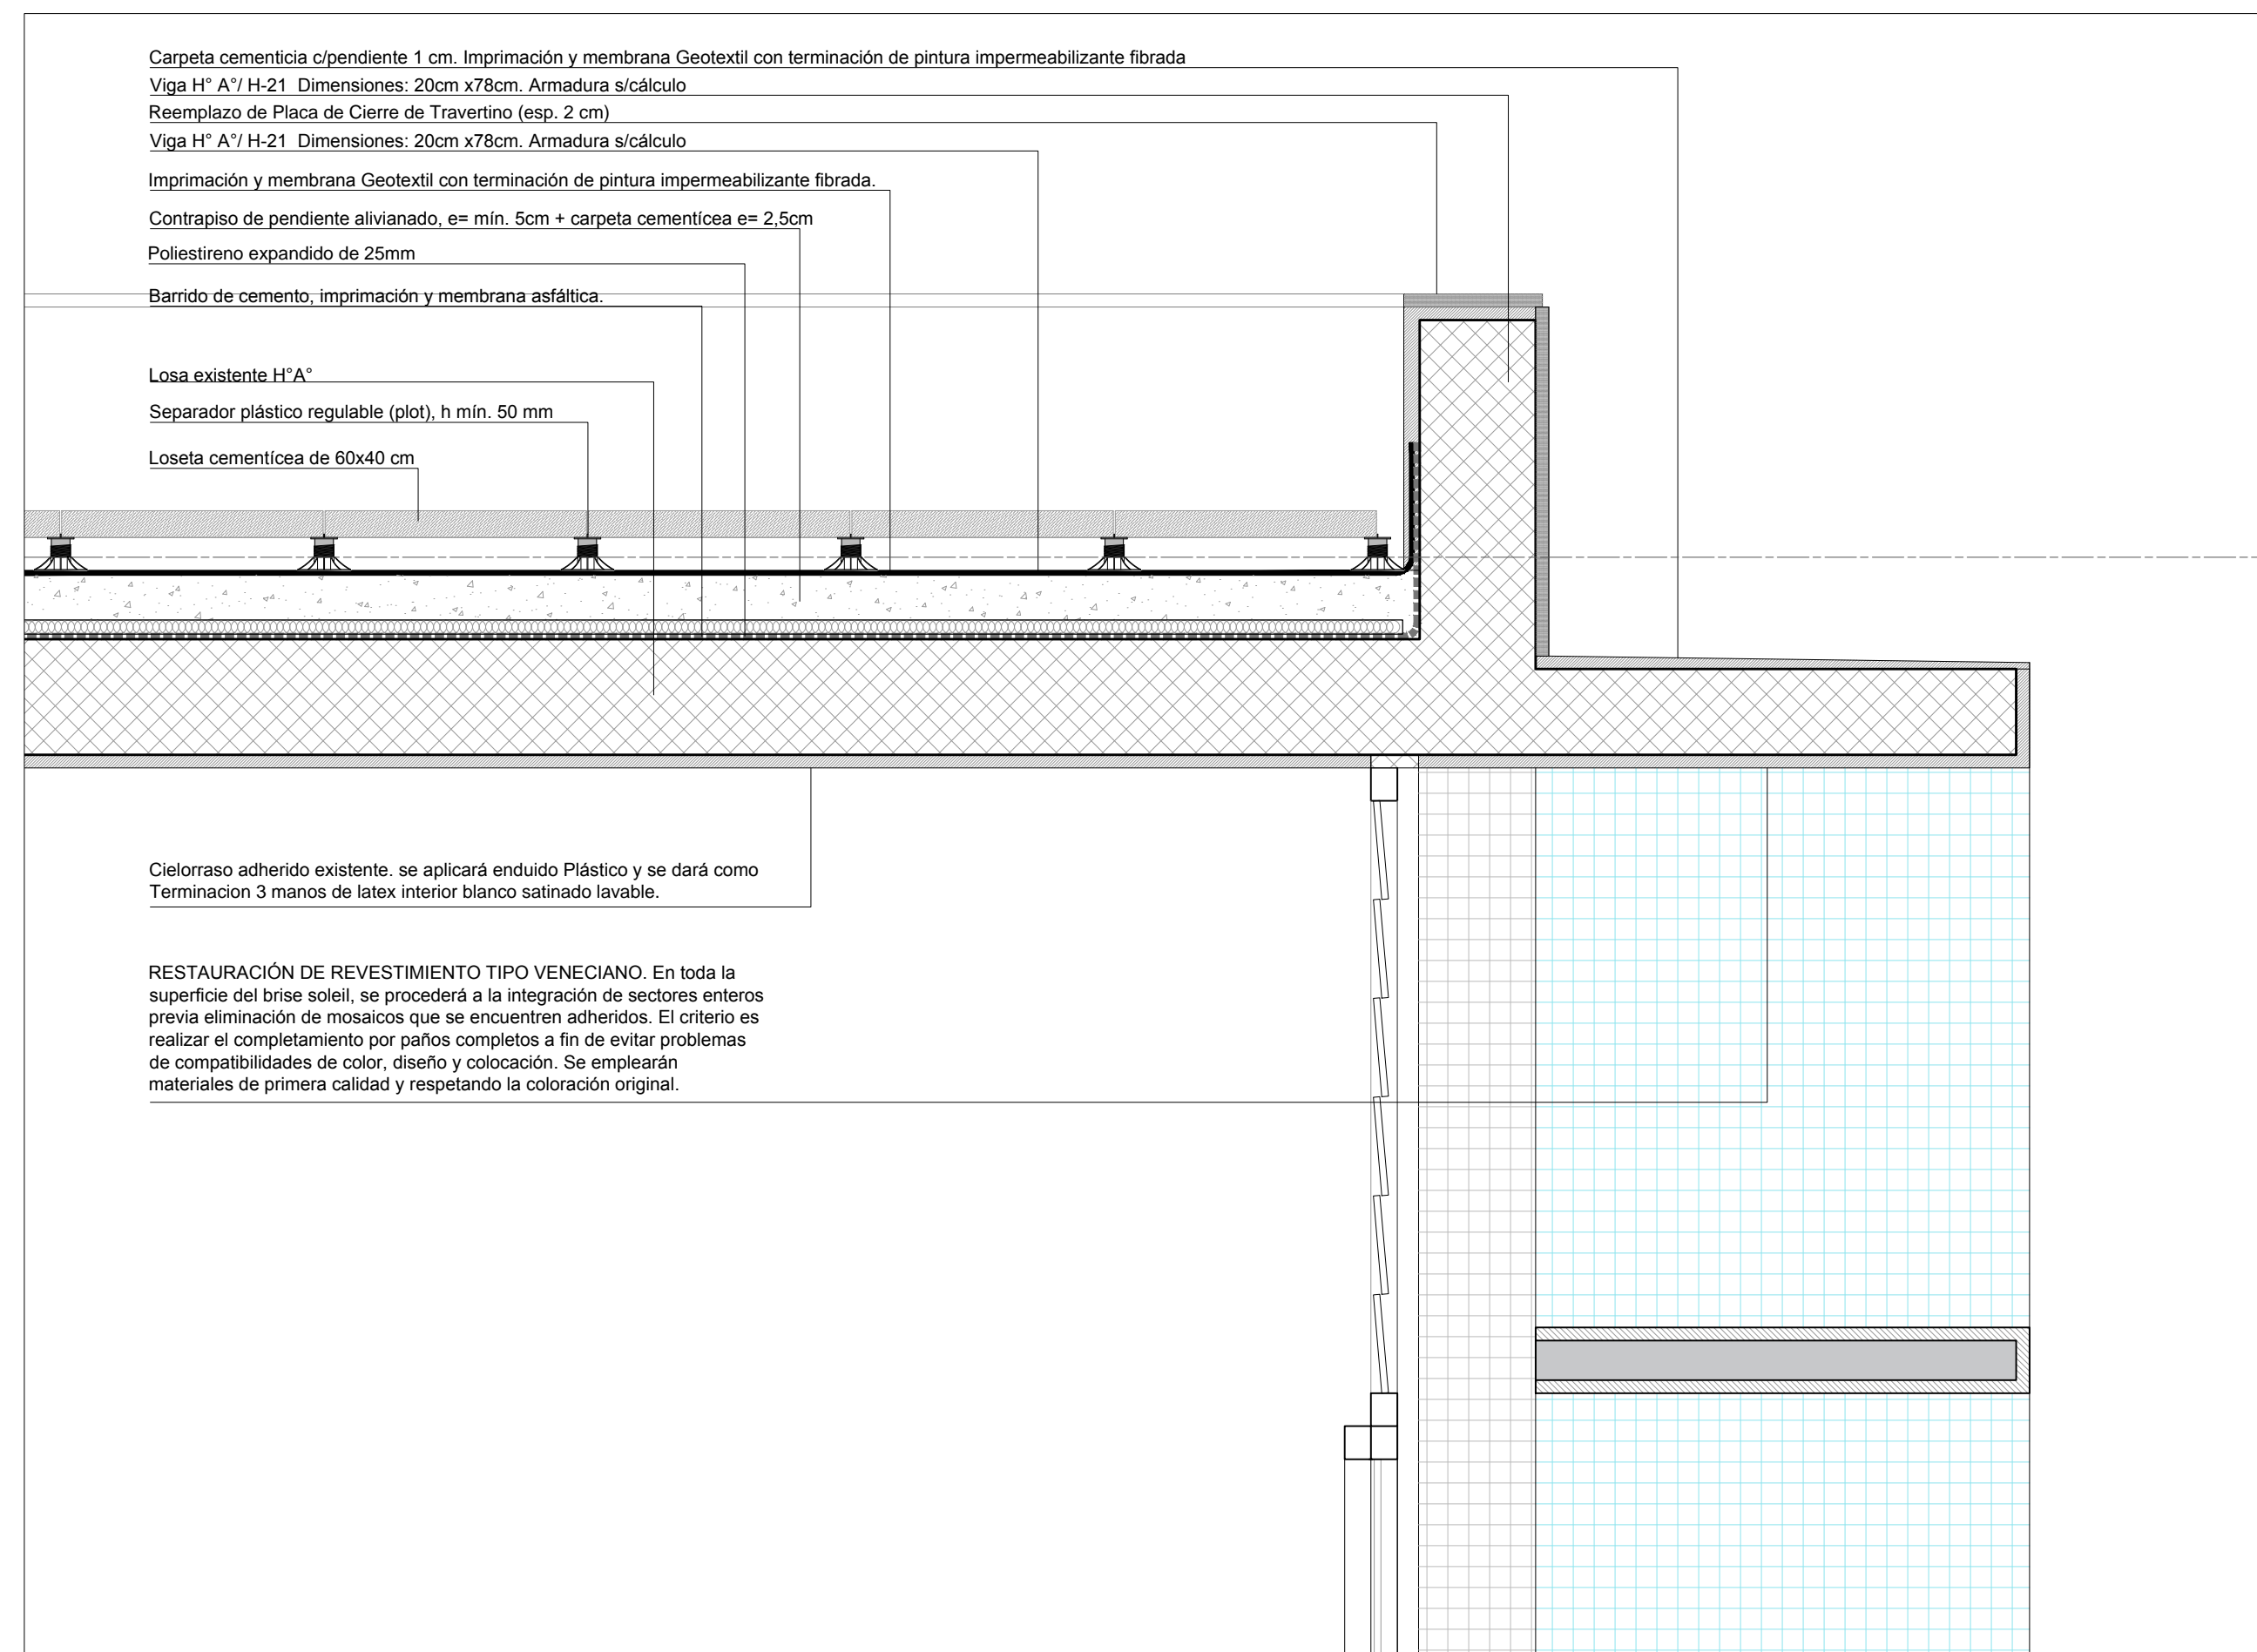 Carpeta cementicia c/pendiente 1 cm. Imprimación y membrana Geotextil con terminación de pintura impermeabilizante fibrada
Viga H° A°/ H-21 Dimensiones: 20cm x78cm. Armadura s/cálculo
Reemplazo de Placa de Cierre de Travertino (esp. 2 cm)
Viga H° A°/ H-21 Dimensiones: 20cm x78cm. Armadura s/cálculo
Imprimación y membrana Geotextil con terminación de pintura impermeabilizante fibrada.
Contrapiso de pendiente alivianado, e= mín. 5cm + carpeta cementícea e= 2,5cm
Poliestireno expandido de 25mm
Barrido de cemento, imprimación y membrana asfáltica.
Losa existente H°A°
Separador plástico regulable (plot), h mín. 50 mm
Loseta cementícea de 60x40 cm
Cielorraso adherido existente. se aplicará enduido Plástico y se dará como
Terminacion 3 manos de latex interior blanco satinado lavable.
RESTAURACIÓN DE REVESTIMIENTO TIPO VENECIANO. En toda la
superficie del brise soleil, se procederá a la integración de sectores enteros
previa eliminación de mosaicos que se encuentren adheridos. El criterio es
realizar el completamiento por paños completos a fin de evitar problemas
de compatibilidades de color, diseño y colocación. Se emplearán
materiales de primera calidad y respetando la coloración original.